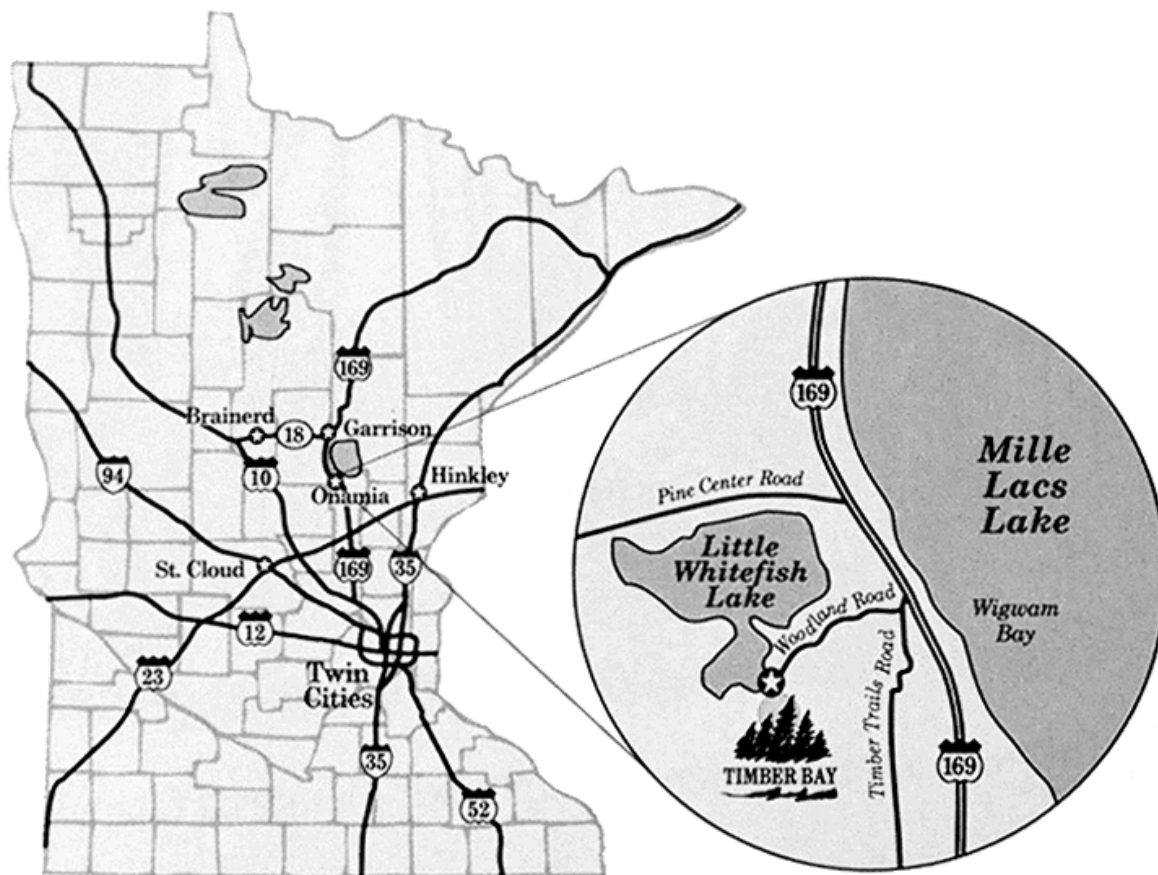 169
Brainerd
18
Garrison
94
10
Hinkley
Onamia
St. Cloud
169
35
12
23
Twin
Cities
35
52
169
Mille
Lacs
Lake
Pine Center Road
Little
Whitefish
Lake
Woodland Road
Wigwam
Bay
Timber Trails Road
TIMBER BAY
169